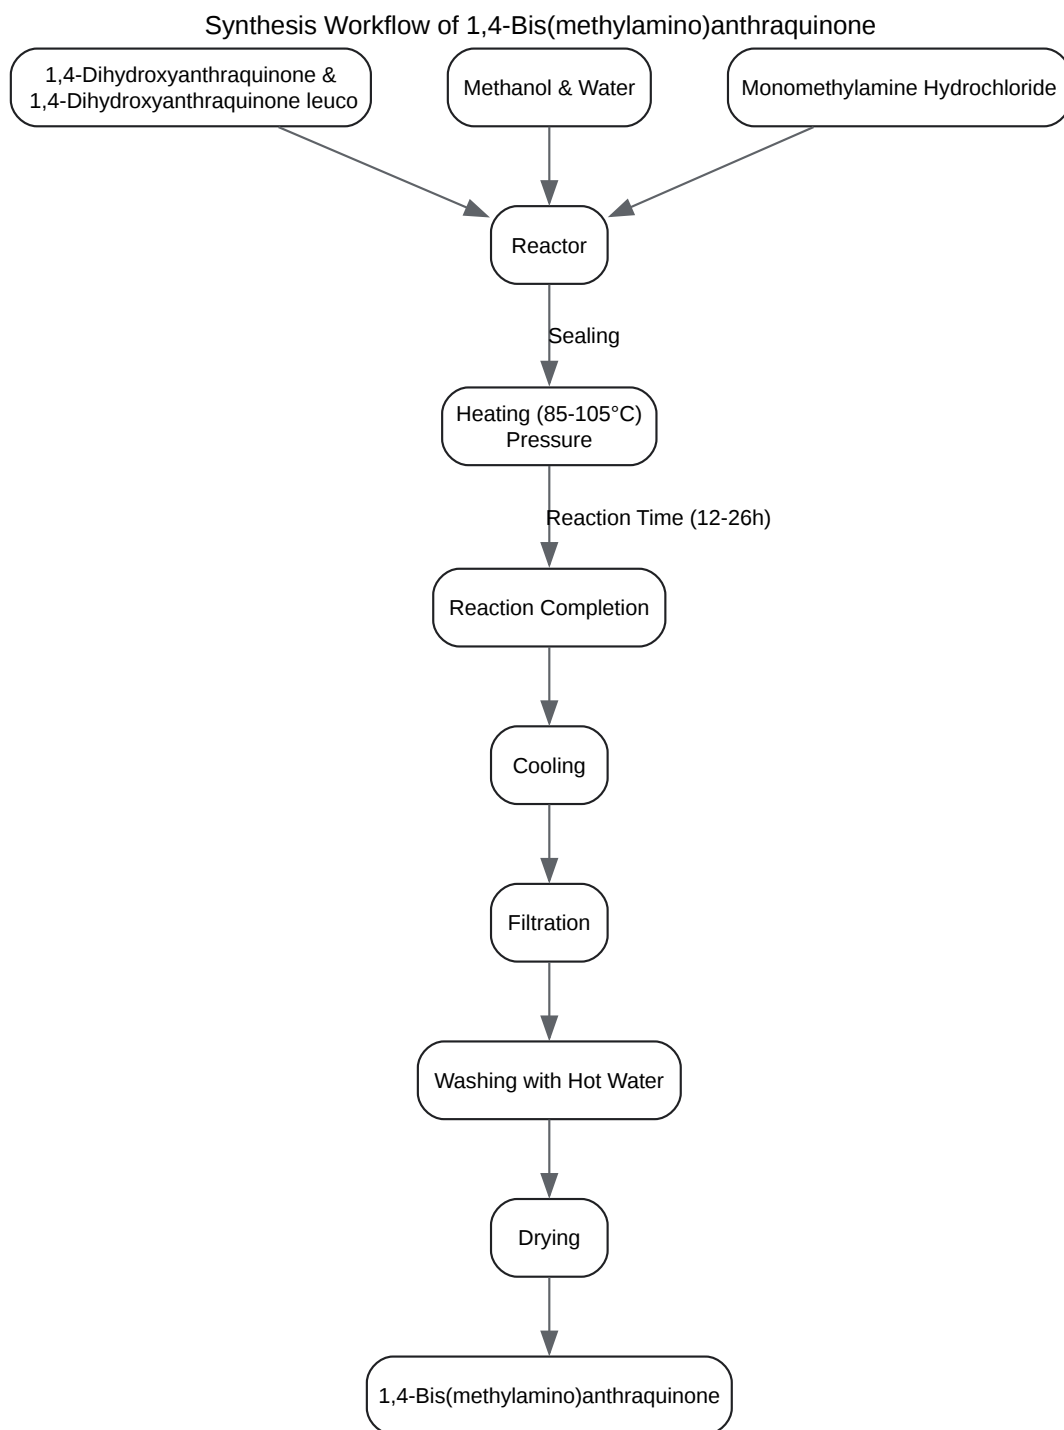 Synthesis Workflow of 1,4-Bis(methylamino)anthraquinone
1,4-Dihydroxyanthraquinone &
1,4-Dihydroxyanthraquinone leuco
Methanol & Water
Monomethylamine Hydrochloride
Reactor
Sealing
Heating (85-105°C)
Pressure
Reaction Time (12-26h)
Reaction Completion
Cooling
Filtration
Washing with Hot Water
Drying
1,4-Bis(methylamino)anthraquinone